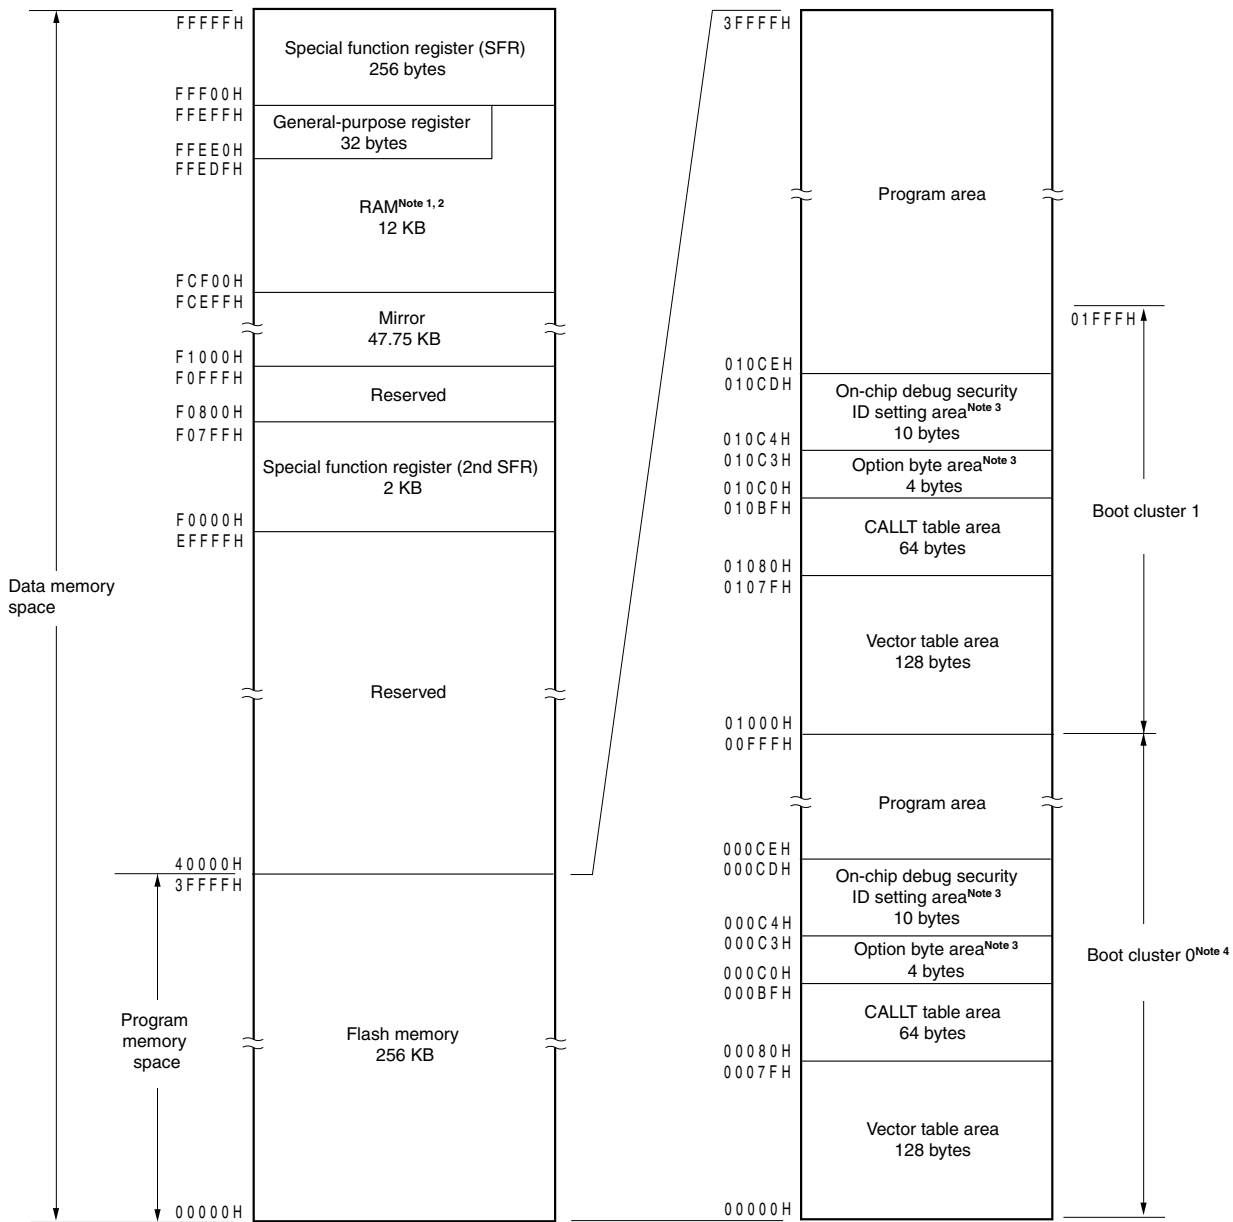 FFFFFH
Special function register (SFR)
256 bytes
FFF00H
FFEFFH
General-purpose register
32 bytes
FFEE0H
FFEDFH
RAMNote 1, 2
12 KB
FCF00H
FCEFFH
Mirror
47.75 KB
F1000H
F0FFFH
Reserved
F0800H
F07FFH
Special function register (2nd SFR)
2 KB
F0000H
EFFFFH
Data memory
space
Reserved
40000H
3FFFFH
Program
memory
space
Flash memory
256 KB
00000H
3FFFFH
Program area
01FFFH
010CEH
010CDH
On-chip debug security
ID setting areaNote 3
10 bytes
010C4H
010C3H
Option byte areaNote 3
4 bytes
010C0H
010BFH
Boot cluster 1
CALLT table area
64 bytes
01080H
0107FH
Vector table area
128 bytes
01000H
00FFFH
Program area
000CEH
000CDH
On-chip debug security
ID setting areaNote 3
10 bytes
000C4H
000C3H
Option byte areaNote 3
4 bytes
Boot cluster 0Note 4
000C0H
000BFH
CALLT table area
64 bytes
00080H
0007FH
Vector table area
128 bytes
00000H